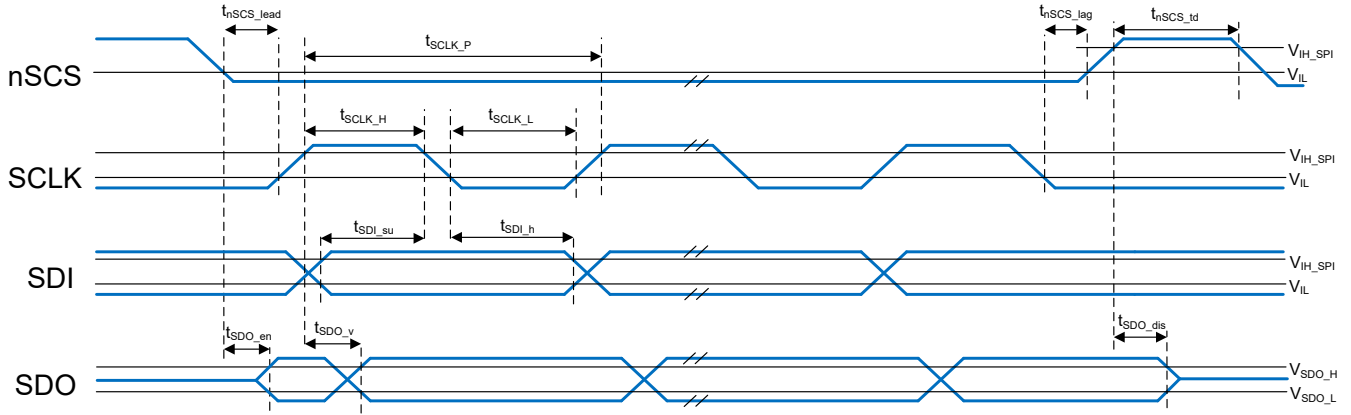 tnSCS_lead
tnSCS_lag
tnSCS_td
tSCLK_P
VIH_SPI
nSCS
VIL
tSCLK_H
tSCLK_L
VIH_SPI
SCLK
VIL
tSDI_su
tSDI_h
VIH_SPI
SDI
VIL
tSDO_en
tSDO_v
tSDO_dis
VSDO_H
SDO
VSDO_L